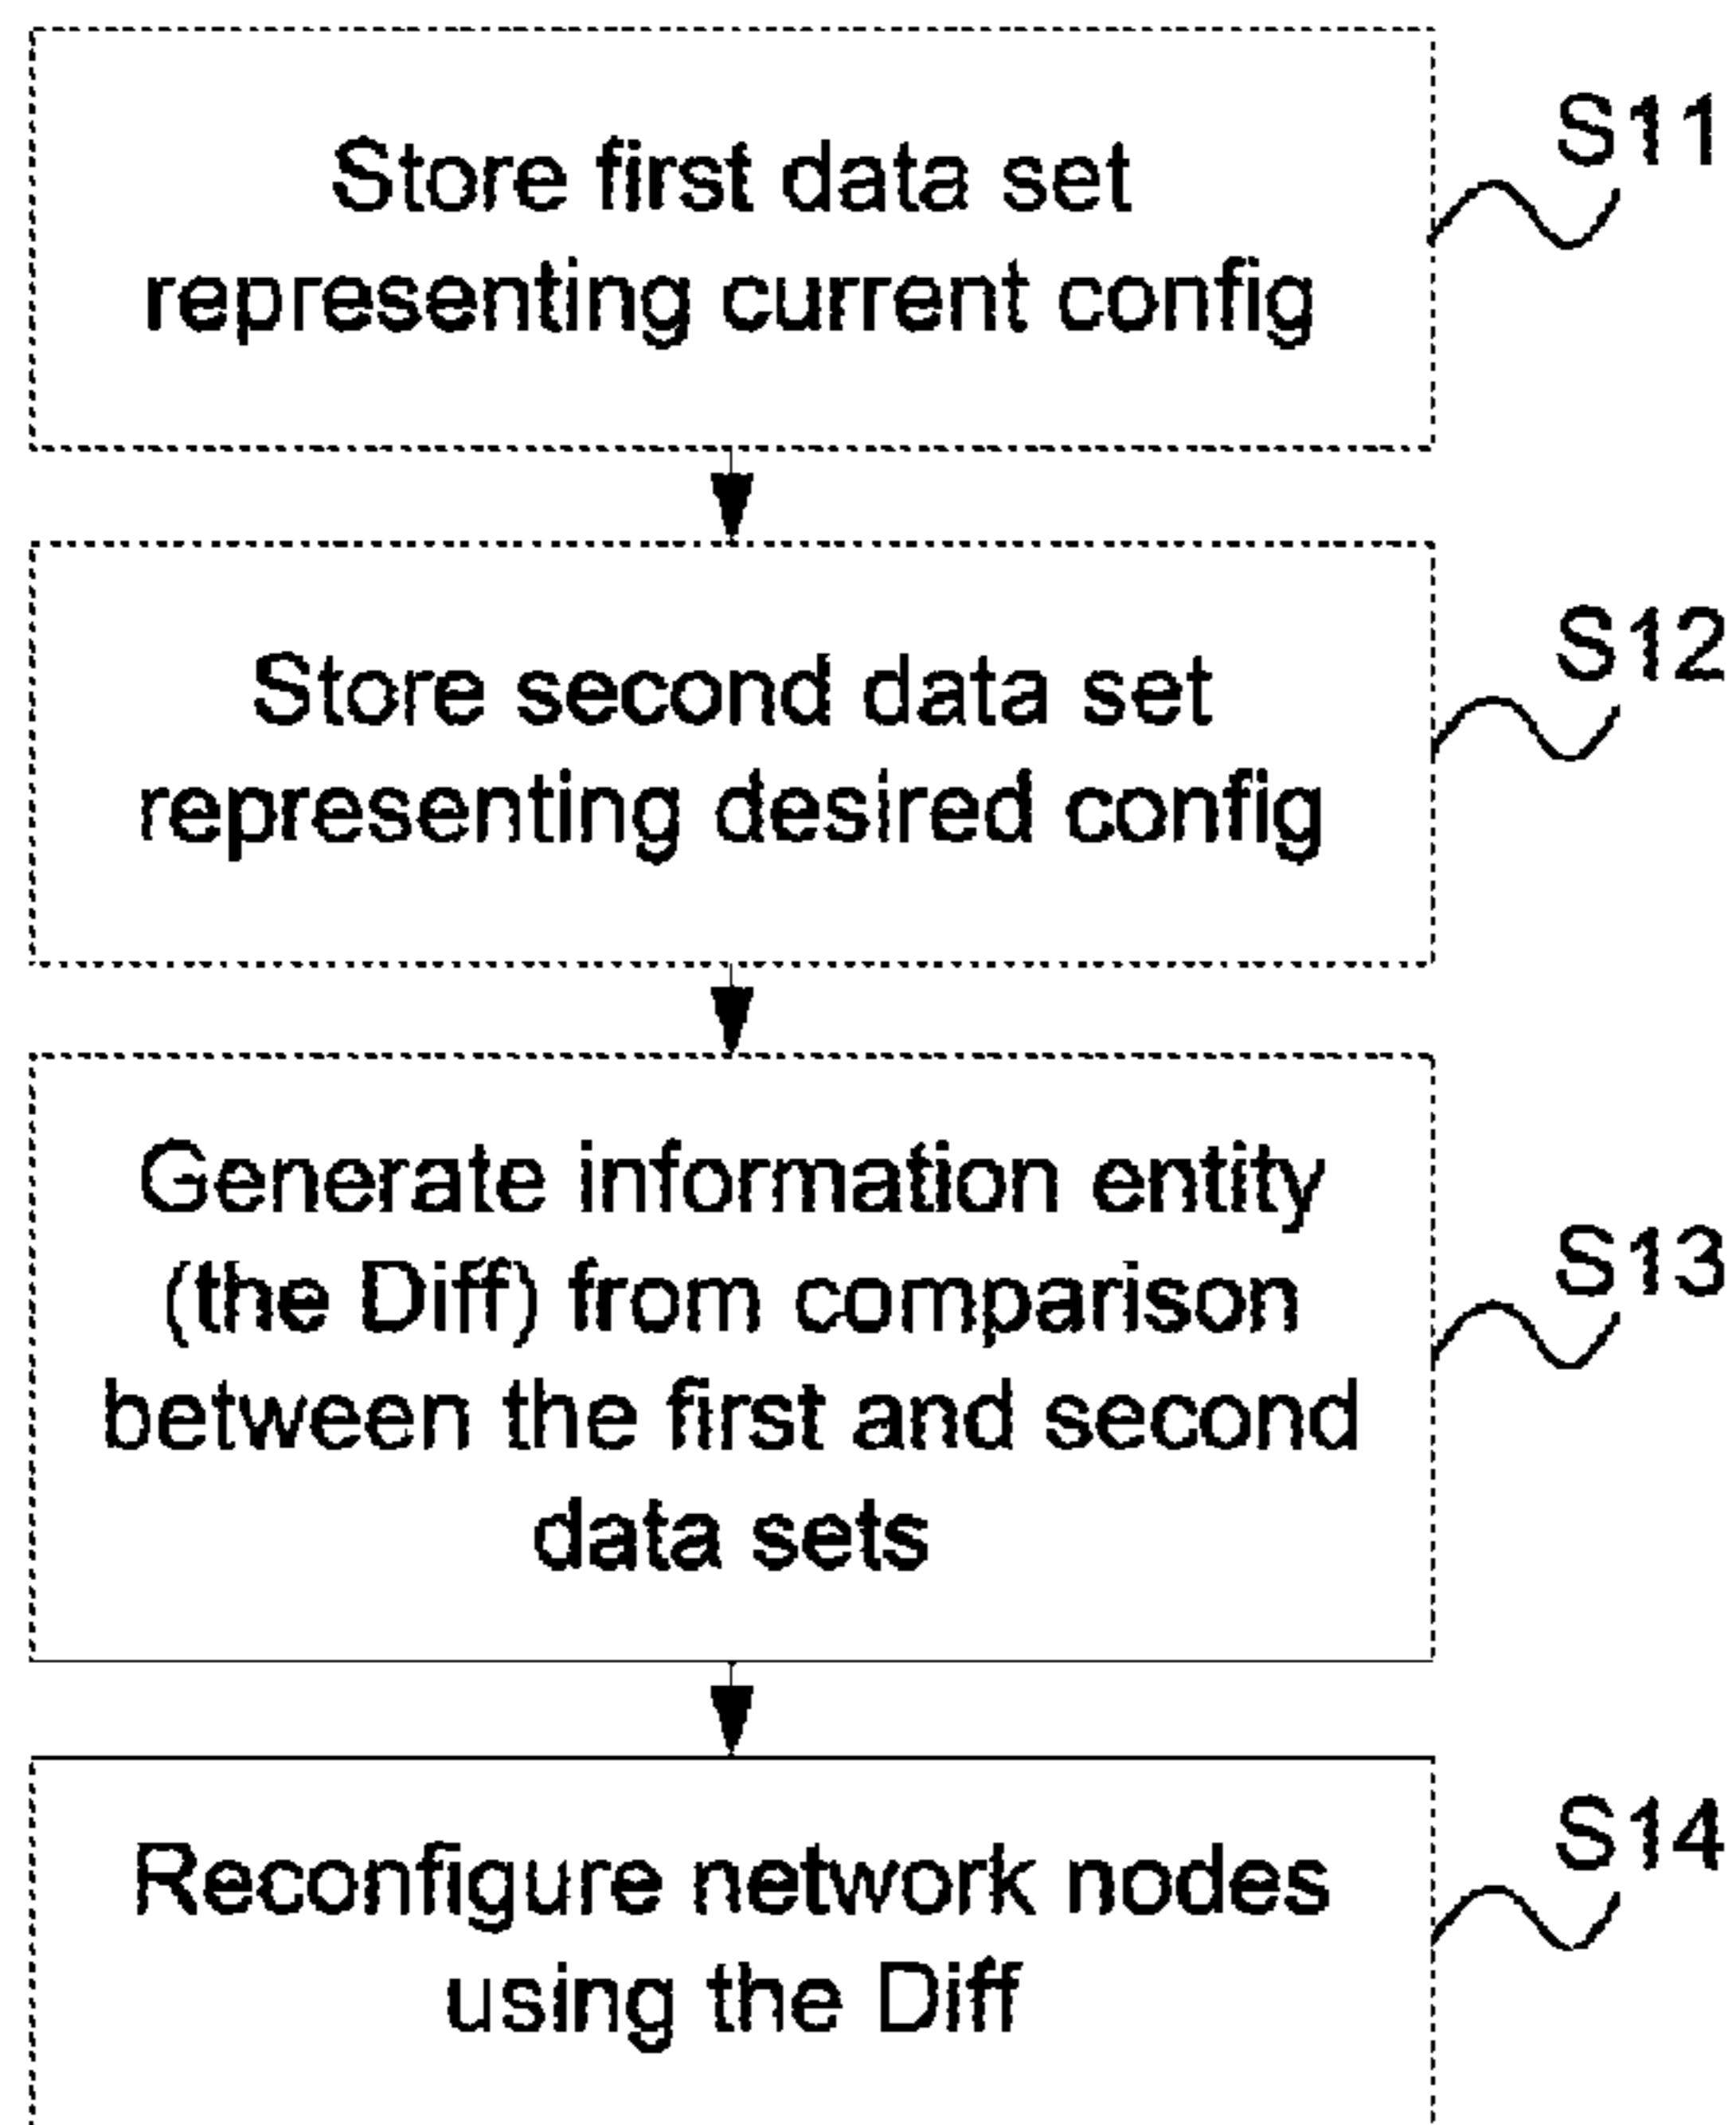 Store first data set
representing current config
S11
Store second data set
representing desired config
S12
Generate information entity
(the Diff) from comparison
between the first and second
data sets
S13
Reconfigure network nodes
using the Diff
S14